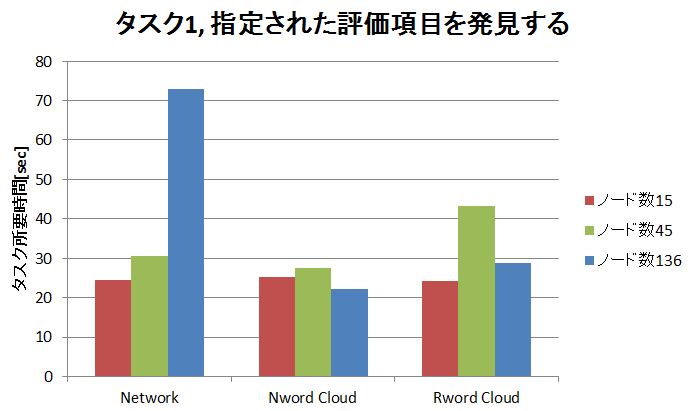 タスク1, 指定された評価項目を発見する
タスク所要時間[sec]
80
70
60
50
40
30
20
10
0
Network
Nword Cloud
Rword Cloud
ノード数15
ノード数45
ノード数136